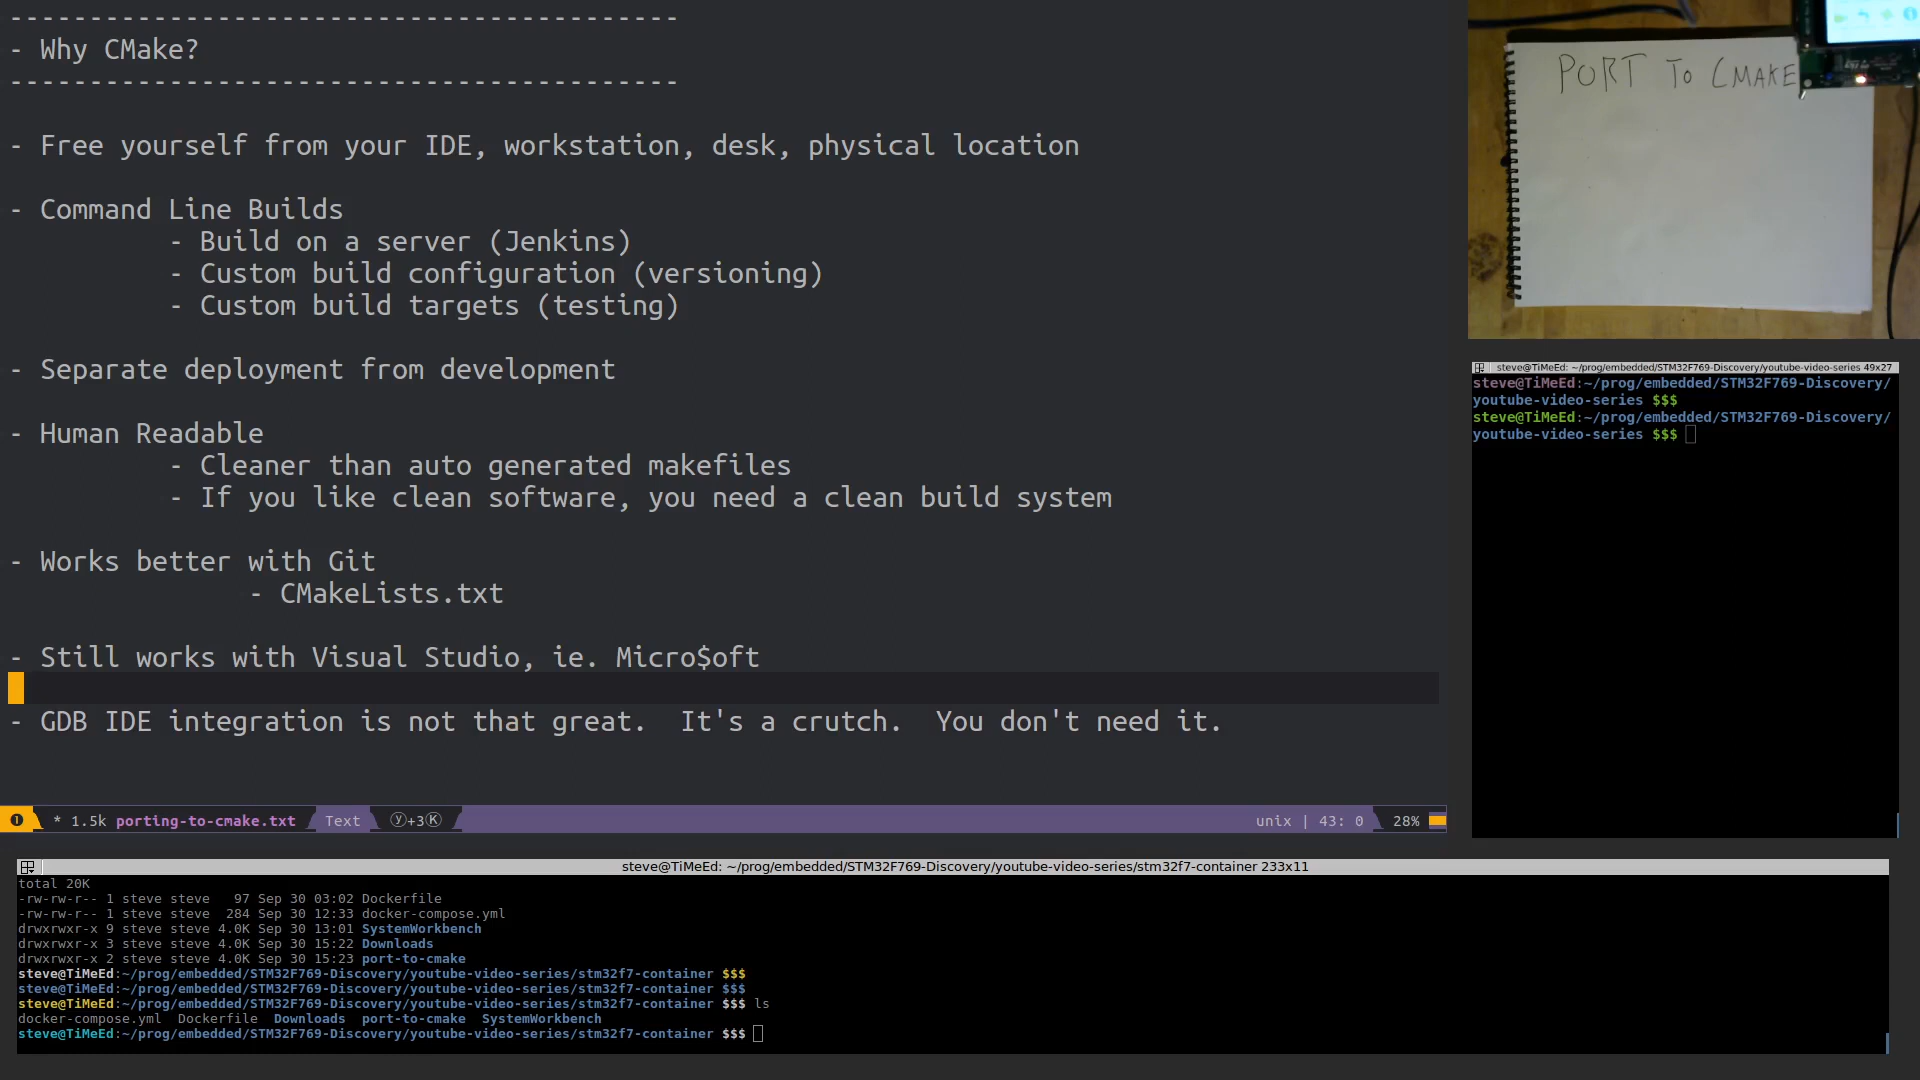 ------------------------------------------
- Why CMake?
------------------------------------------
- Free yourself from your IDE, workstation, desk, physical location
- Command Line Builds
- Build on a server (Jenkins)
- Custom build configuration (versioning)
- Custom build targets (testing)
- Separate deployment from development
- Human Readable
- Cleaner than auto generated makefiles
- If you like clean software, you need a clean build system
- Works better with Git
- CMakeLists.txt
- Still works with Visual Studio, ie. Micro$oft
- GDB IDE integration is not that great.  It's a crutch.  You don't need it.
❶ * 1.5k porting-to-cmake.txt Text ⓨ+3Ⓚ unix | 43: 0 28%
PORT TO CMAKE
steve@TiMeEd: ~/prog/embedded/STM32F769-Discovery/youtube-video-series 49x27
steve@TiMeEd:~/prog/embedded/STM32F769-Discovery/
youtube-video-series $$$
steve@TiMeEd:~/prog/embedded/STM32F769-Discovery/
youtube-video-series $$$
steve@TiMeEd: ~/prog/embedded/STM32F769-Discovery/youtube-video-series/stm32f7-container 233x11
total 20K
-rw-rw-r-- 1 steve steve   97 Sep 30 03:02 Dockerfile
-rw-rw-r-- 1 steve steve  284 Sep 30 12:33 docker-compose.yml
drwxrwxr-x 9 steve steve 4.0K Sep 30 13:01 SystemWorkbench
drwxrwxr-x 3 steve steve 4.0K Sep 30 15:22 Downloads
drwxrwxr-x 2 steve steve 4.0K Sep 30 15:23 port-to-cmake
steve@TiMeEd:~/prog/embedded/STM32F769-Discovery/youtube-video-series/stm32f7-container $$$
steve@TiMeEd:~/prog/embedded/STM32F769-Discovery/youtube-video-series/stm32f7-container $$$
steve@TiMeEd:~/prog/embedded/STM32F769-Discovery/youtube-video-series/stm32f7-container $$$ ls
docker-compose.yml  Dockerfile  Downloads  port-to-cmake  SystemWorkbench
steve@TiMeEd:~/prog/embedded/STM32F769-Discovery/youtube-video-series/stm32f7-container $$$